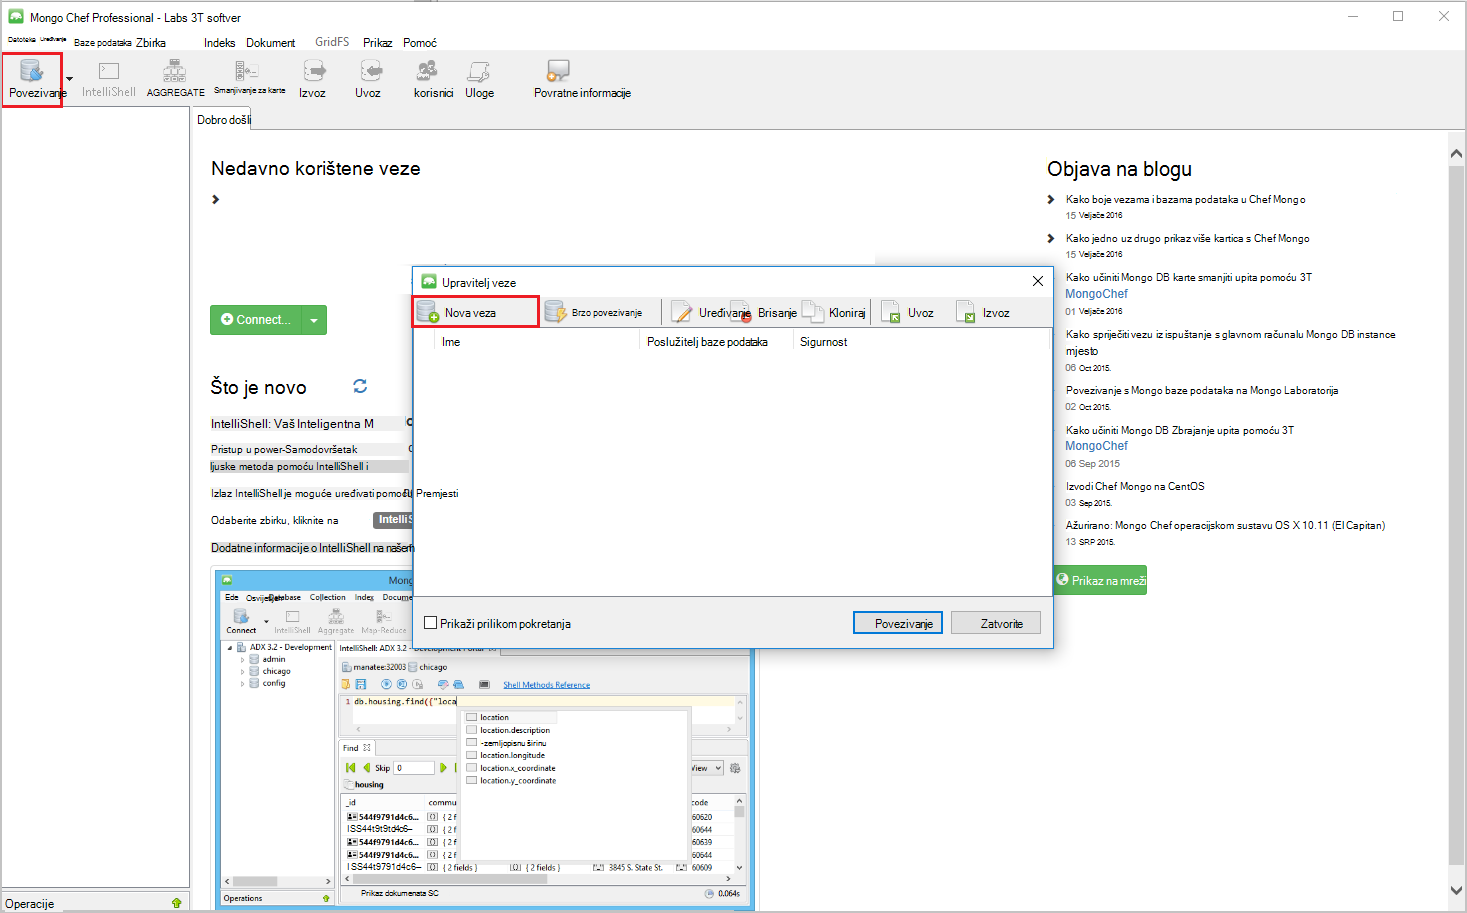 Mongo Chef Professional - Labs 3T softver
Datoteka Uređivanje Baze podataka Zbirka Indeks Dokument GridFS Prikaz Pomoć
Povezivanje IntelliShell AGGREGATE Smanjivanje za karte Izvoz Uvoz korisnici Uloge Povratne informacije
Dobro došli
Nedavno korištene veze
Connect...
Što je novo
IntelliShell: Vaš Inteligentna M
Pristup u power-Samodovršetak
ljuske metoda pomoću IntelliShell i
Izlaz IntelliShell je moguće uređivati pomoću Premjesti
Odaberite zbirku, kliknite na IntelliS
Dodatne informacije o IntelliShell na našem
Objava na blogu
Kako boje vezama i bazama podataka u Chef Mongo
15 Veljače 2016
Kako jedno uz drugo prikaz više kartica s Chef Mongo
15 Veljače 2016
Kako učiniti Mongo DB karte smanjiti upita pomoću 3T
MongoChef
01 Veljače 2016
Kako spriječiti vezu iz ispuštanje s glavnom računalu Mongo DB instance
mjesto
06 Oct 2015.
Povezivanje s Mongo baze podataka na Mongo Laboratorija
02 Oct 2015.
Kako učiniti Mongo DB Zbrajanje upita pomoću 3T
MongoChef
06 Sep 2015
Izvodi Chef Mongo na CentOS
03 Sep 2015.
Ažurirano: Mongo Chef operacijskom sustavu OS X 10.11 (El Capitan)
13 SRP 2015.
Prikaz na mreži
Upravitelj veze
Nova veza Brzo povezivanje Uređivanje Brisanje Kloniraj Uvoz Izvoz
Ime Poslužitelj baze podataka Sigurnost
Prikaži prilikom pokretanja
Povezivanje Zatvorite
Mong
Ede Database Collection Index Docume
Connect IntelliShell Aggregate Map-Reduce
ADX 3.2 - Development
admin
chicago
config
IntelliShell: ADX 3.2 - Development
manatee:32003 chicago
Shell Methods Reference
1 db.housing.find({"loca
location
location.description
-zemljopisnu širinu
location.longitude
location.x_coordinate
location.y_coordinate
Find
Skip 0 View
housing
_id commu code
544f9791d4c6... { 2 f 60620
ISS44t9t9td4c6– { 2 f 60644
544f9791d4c6... { 2 f 60639
544f9791d4c6... { 2 f 60644
ISS44t9791d4c6– { 2 fields } { 2 fields } 3845 S. State St. 60609
Prikaz dokumenata SC 0.064s
Operations
Operacije